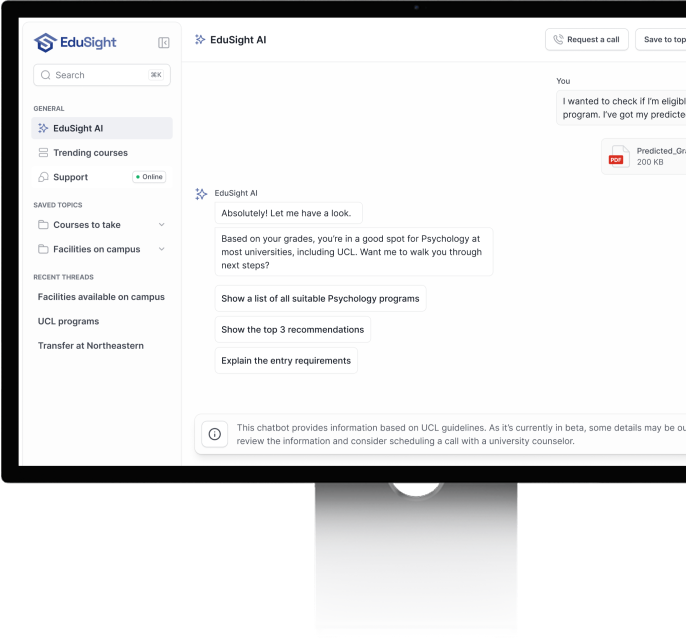 EduSight
EduSight AI
Request a call
Save to top
Search
⌘K
GENERAL
EduSight AI
Trending courses
Support
Online
SAVED TOPICS
Courses to take
Facilities on campus
RECENT THREADS
Facilities available on campus
UCL programs
Transfer at Northeastern
You
I wanted to check if I'm eligibi
program. I've got my predicte
PDF
Predicted_Gra
200 KB
EduSight AI
Absolutely! Let me have a look.
Based on your grades, you're in a good spot for Psychology at
most universities, including UCL. Want me to walk you through
next steps?
Show a list of all suitable Psychology programs
Show the top 3 recommendations
Explain the entry requirements
This chatbot provides information based on UCL guidelines. As it's currently in beta, some details may be ou
review the information and consider scheduling a call with a university counselor.